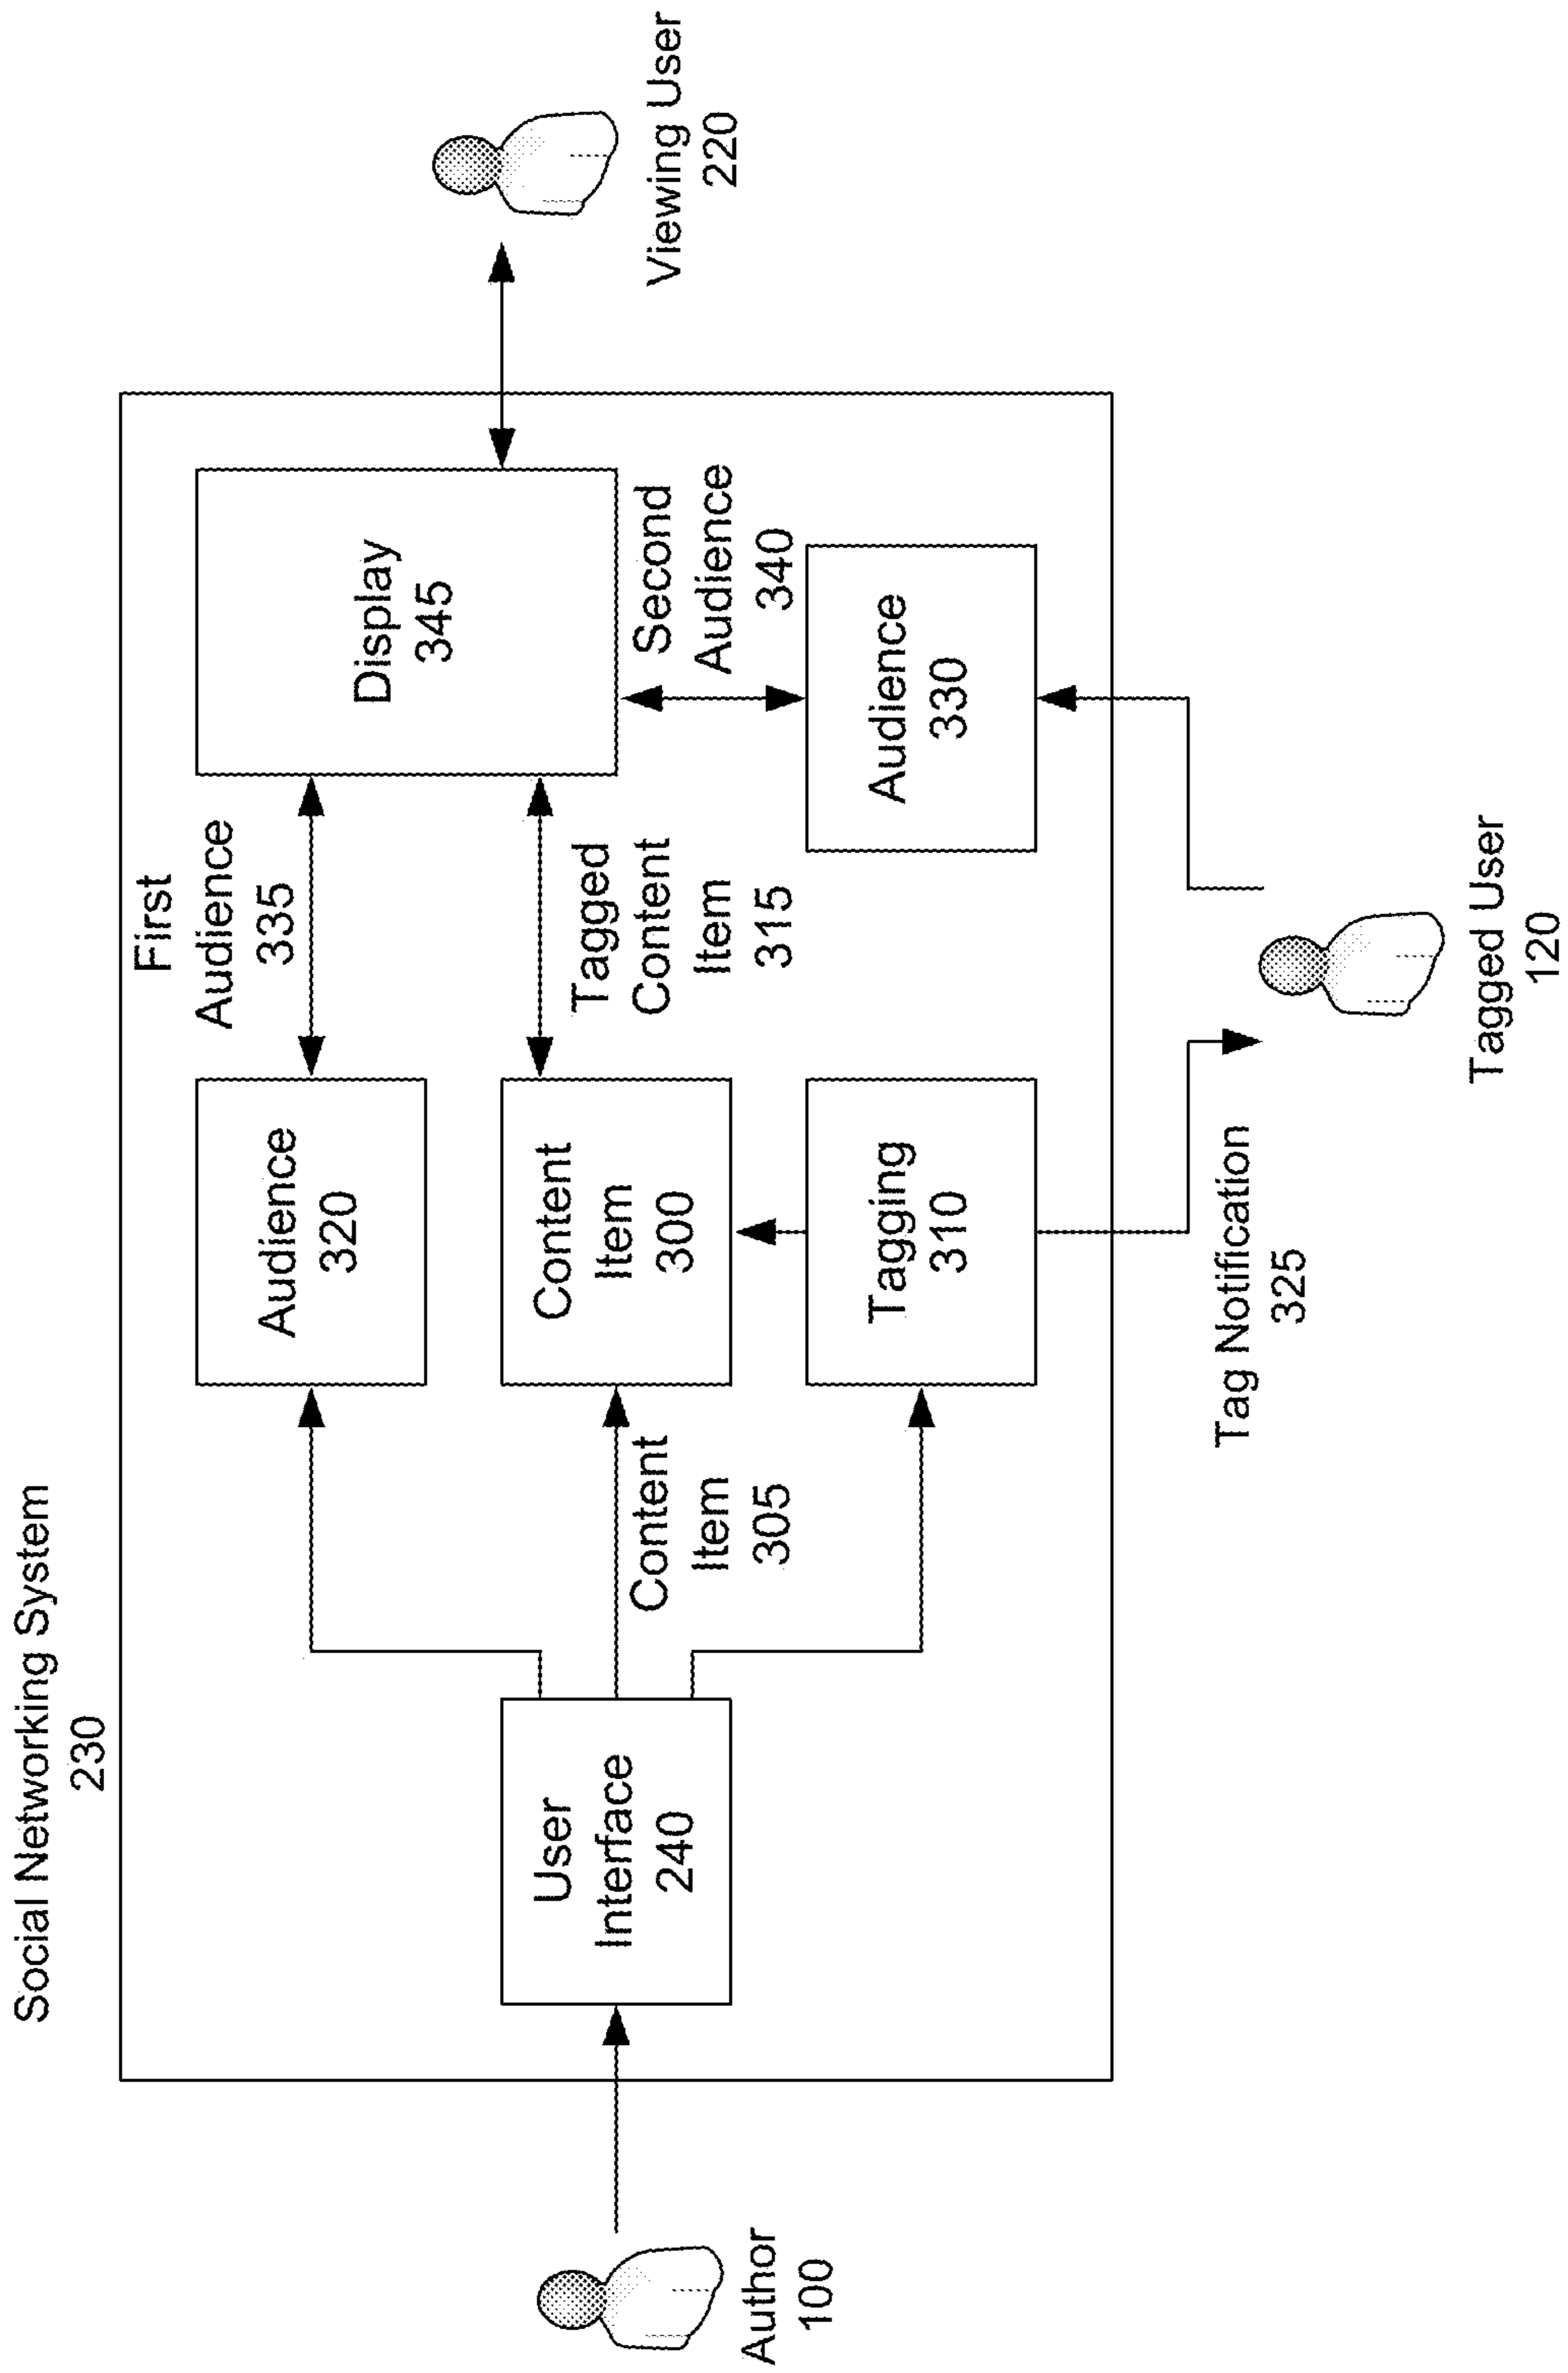 Social Networking System
230
Author
100
User
Interface
240
Content
Item
305
Audience
320
Content
Item
300
Tagging
310
First
Audience
335
Tagged
Content
Item
315
Display
345
Second
Audience
340
Audience
330
Viewing User
220
Tag Notification
325
Tagged User
120